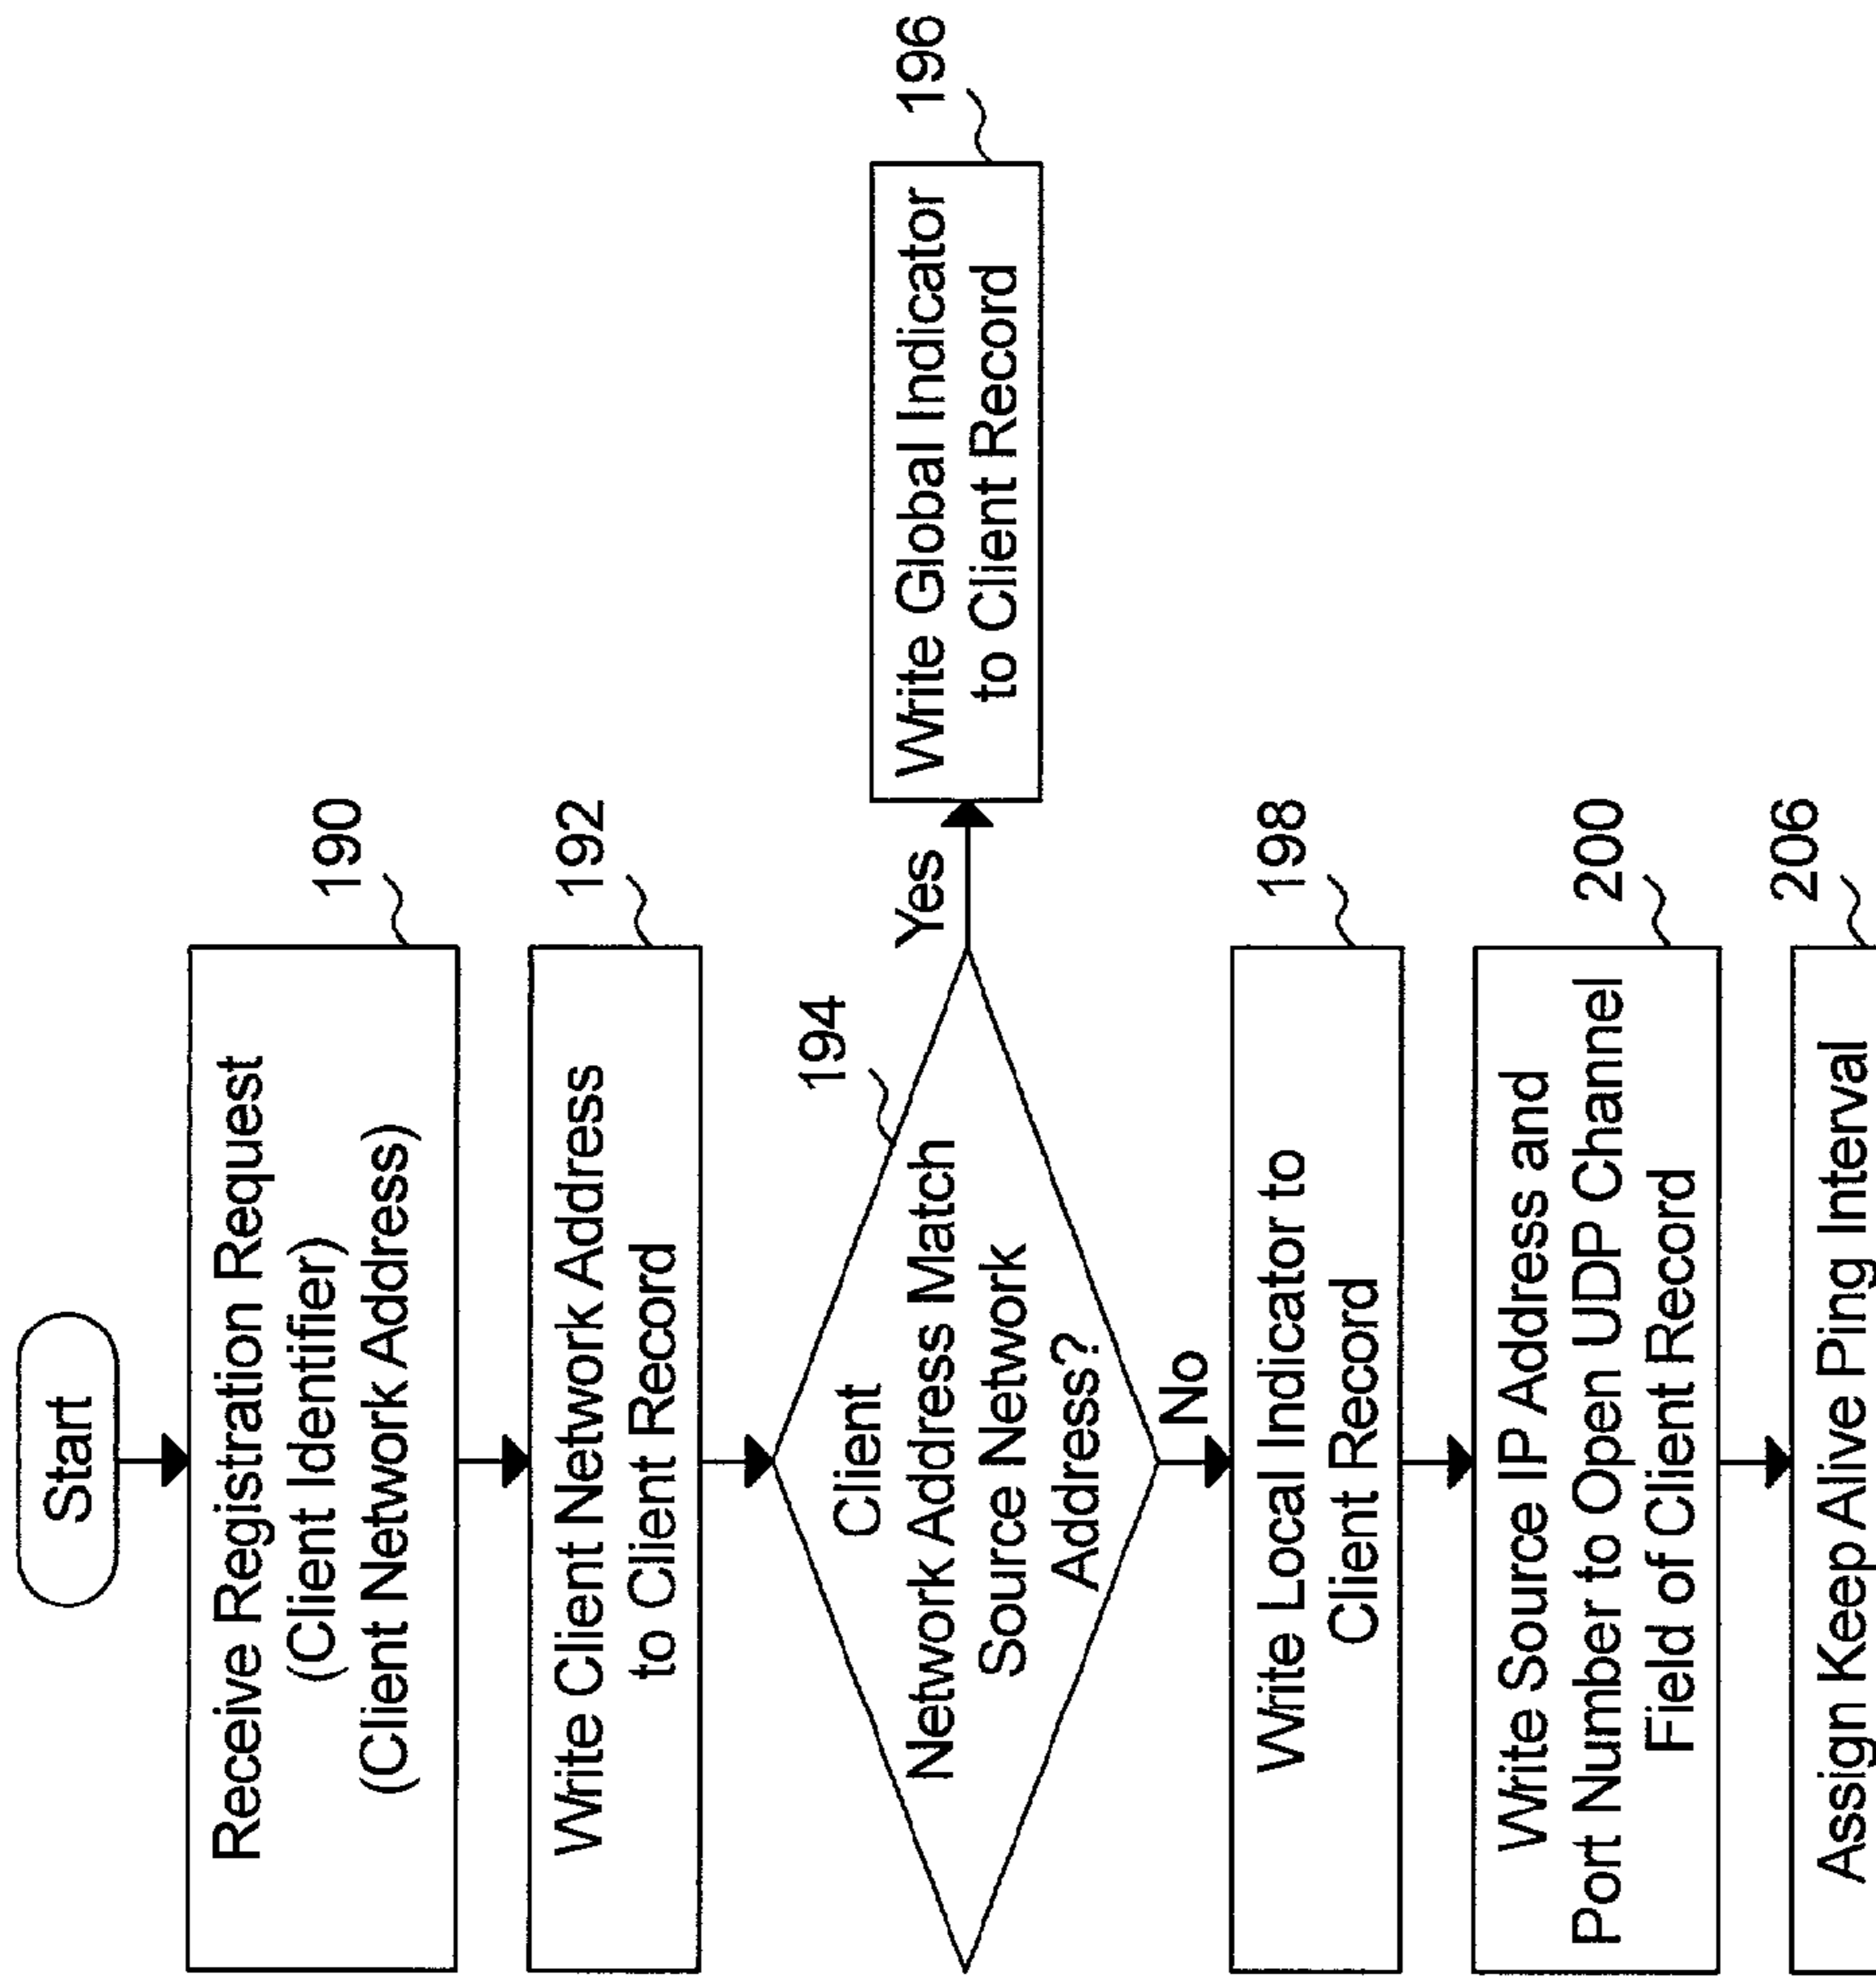 Start
Receive Registration Request
(Client Identifier)
(Client Network Address)
190
Write Client Network Address
to Client Record
192
Client
Network Address Match
Source Network
Address?
194
Yes
Write Global Indicator
to Client Record
196
No
Write Local Indicator to
Client Record
198
Write Source IP Address and
Port Number to Open UDP Channel
Field of Client Record
200
Assign Keep Alive Ping Interval
206